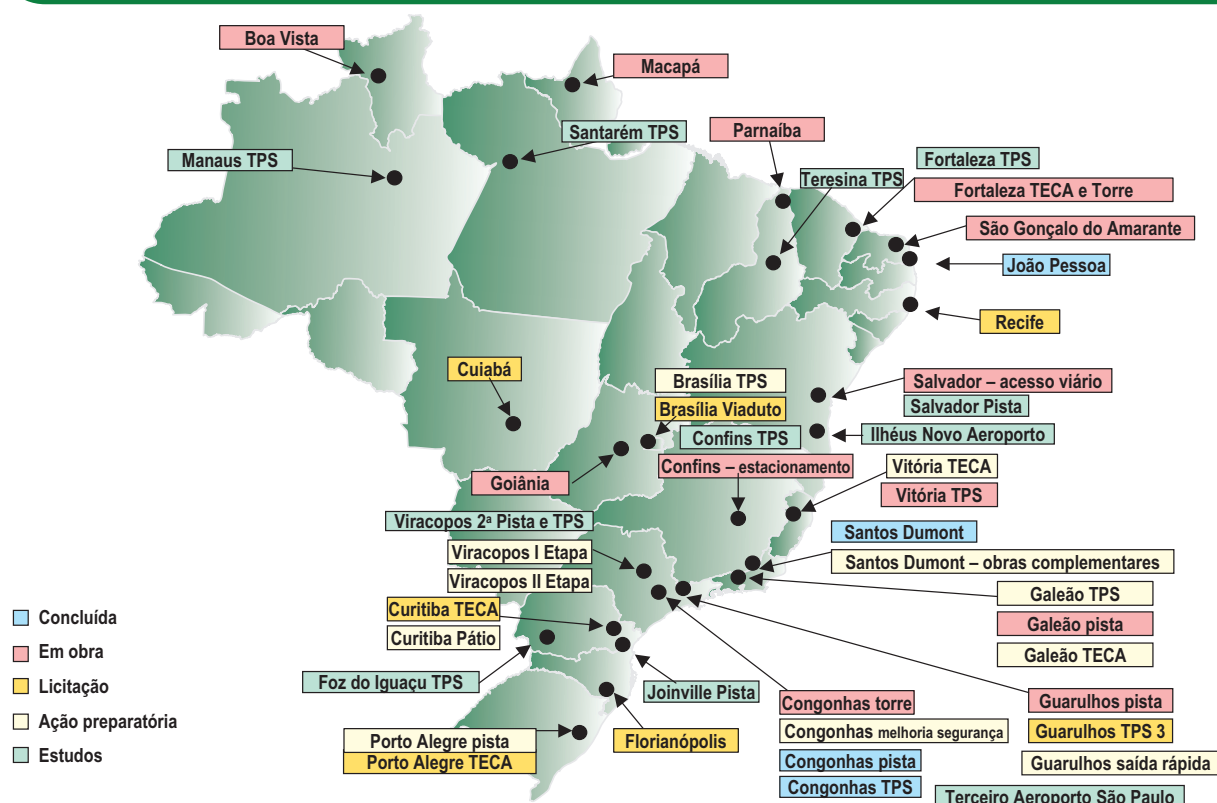 Boa Vista
Macapá
Parnaíba
Santarém TPS
Manaus TPS
Fortaleza TPS
Teresina TPS
Fortaleza TECA e Torre
São Gonçalo do Amarante
João Pessoa
Recife
Cuiabá
Brasília TPS
Salvador – acesso viário
Brasília Viaduto
Salvador Pista
Confins TPS
Ilhéus Novo Aeroporto
Confins – estacionamento
Vitória TECA
Goiânia
Vitória TPS
Viracopos 2ª Pista e TPS
Santos Dumont
Viracopos I Etapa
Santos Dumont – obras complementares
Viracopos II Etapa
Galeão TPS
Curitiba TECA
Galeão pista
Curitiba Pátio
Galeão TECA
Foz do Iguaçu TPS
Joinville Pista
Congonhas torre
Guarulhos pista
Porto Alegre pista
Florianópolis
Congonhas melhoria segurança
Guarulhos TPS 3
Porto Alegre TECA
Congonhas pista
Guarulhos saída rápida
Congonhas TPS
Terceiro Aeroporto São Paulo
Concluída
Em obra
Licitação
Ação preparatória
Estudos